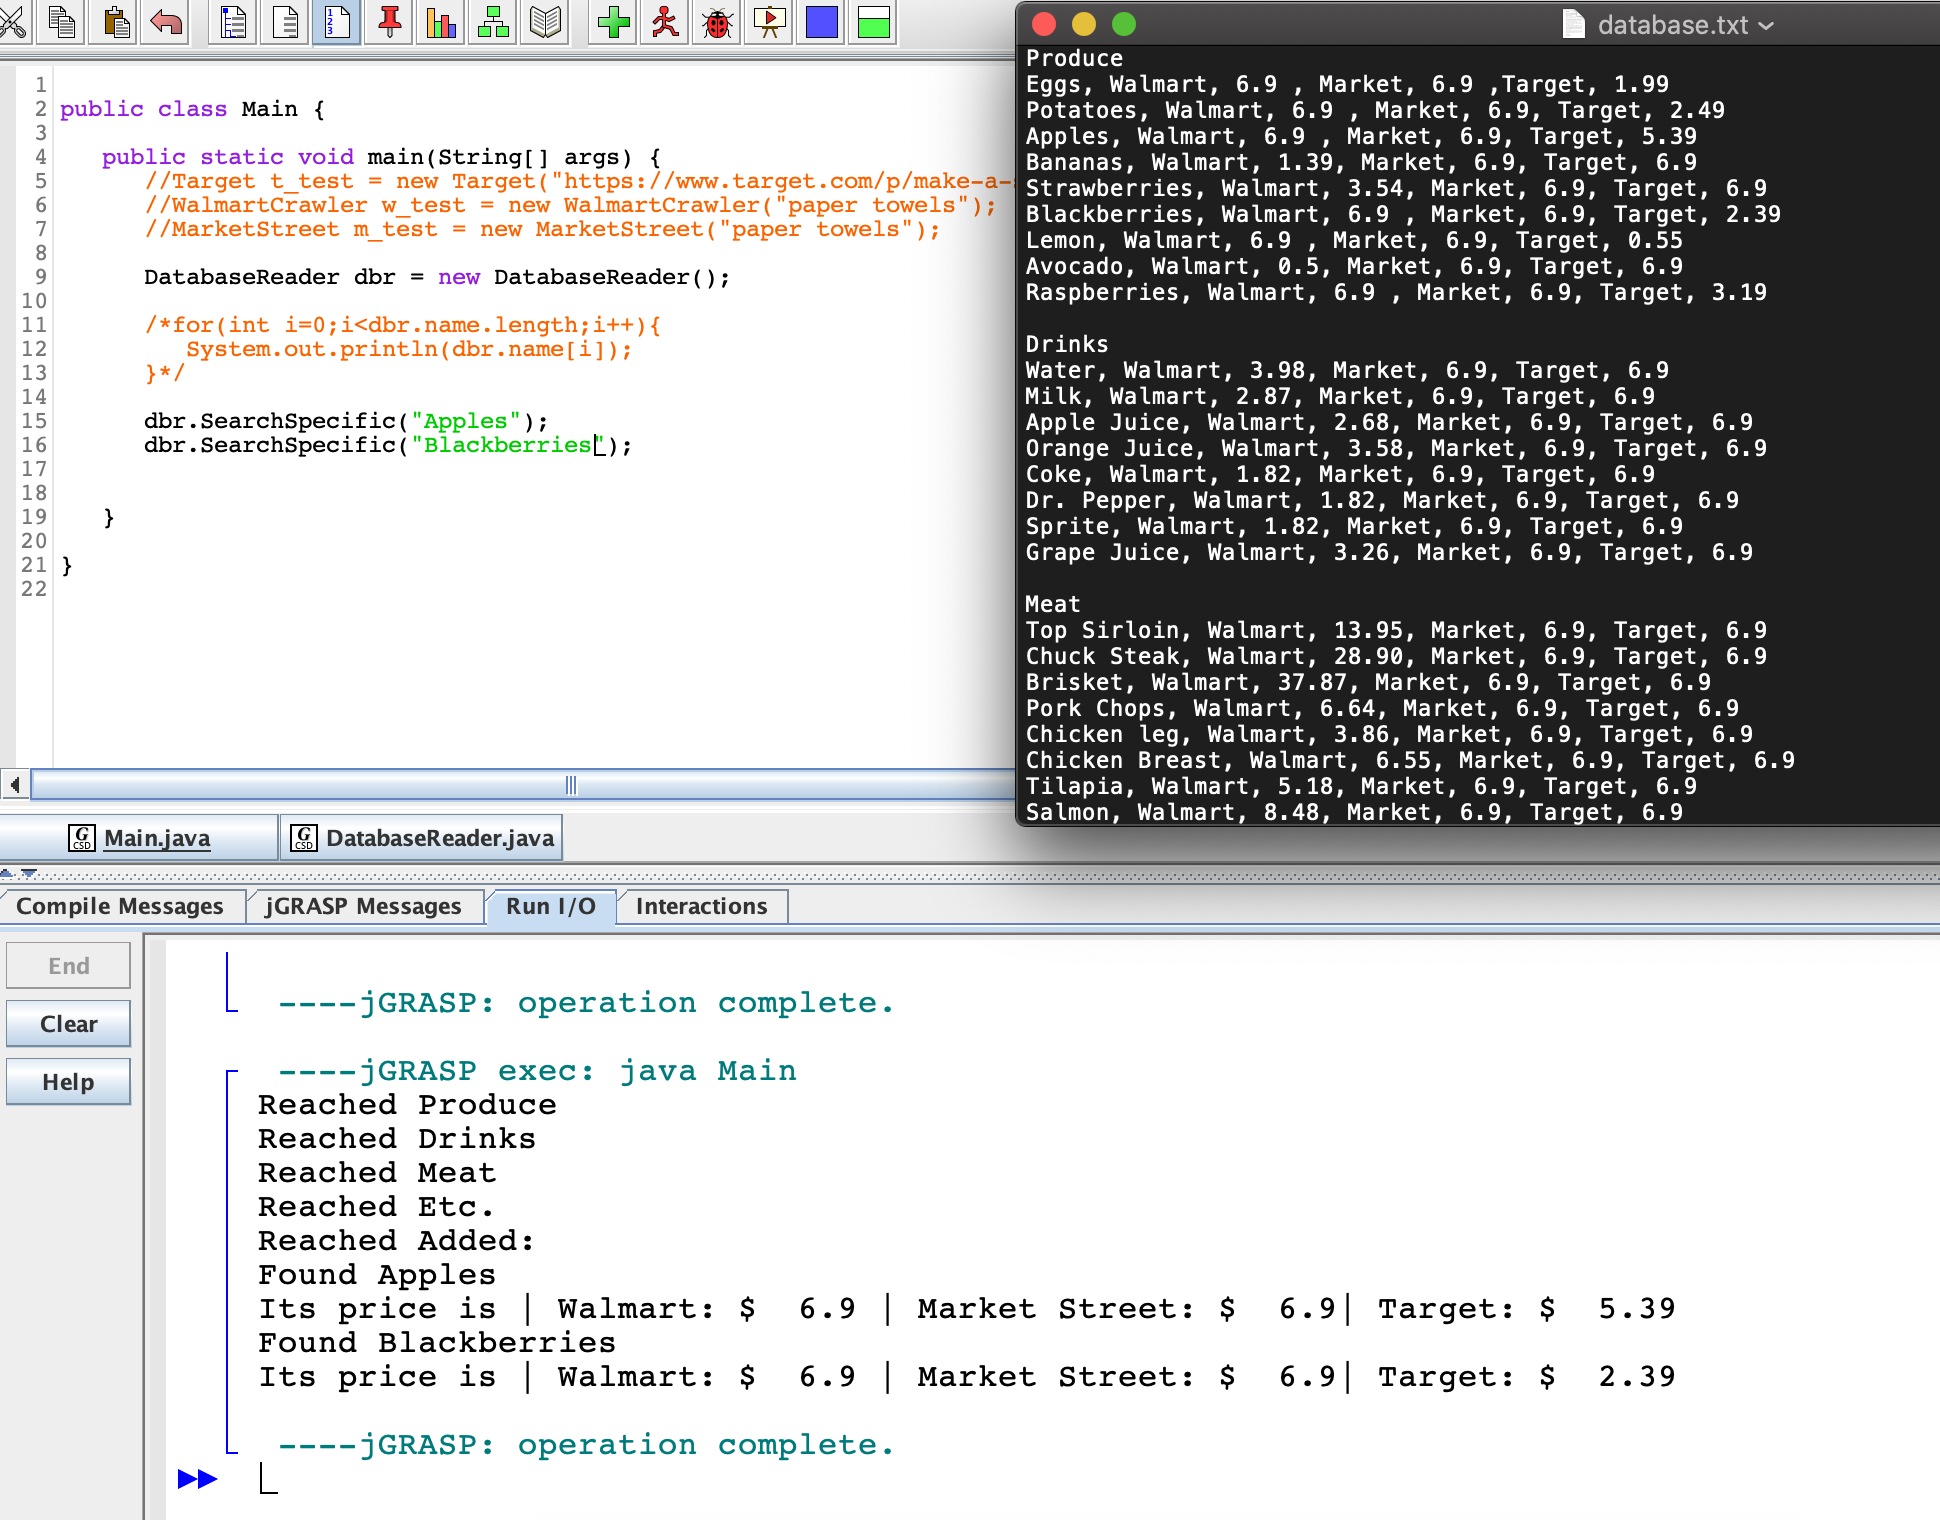 1
2 public class Main {
3
4 public static void main(String[] args) {
5 //Target t_test = new Target("https://www.target.com/p/make-a-
6 //WalmartCrawler w_test = new WalmartCrawler("paper towels");
7 //MarketStreet m_test = new MarketStreet("paper towels");
8
9 DatabaseReader dbr = new DatabaseReader();
10
11 /*for(int i=0;i<dbr.name.length;i++){
12 System.out.println(dbr.name[i]);
13 }*/
14
15 dbr.SearchSpecific("Apples");
16 dbr.SearchSpecific("Blackberries");
17
18
19 }
20
21 }
22
database.txt
Produce
Eggs, Walmart, 6.9 , Market, 6.9 ,Target, 1.99
Potatoes, Walmart, 6.9 , Market, 6.9, Target, 2.49
Apples, Walmart, 6.9 , Market, 6.9, Target, 5.39
Bananas, Walmart, 1.39, Market, 6.9, Target, 6.9
Strawberries, Walmart, 3.54, Market, 6.9, Target, 6.9
Blackberries, Walmart, 6.9 , Market, 6.9, Target, 2.39
Lemon, Walmart, 6.9 , Market, 6.9, Target, 0.55
Avocado, Walmart, 0.5, Market, 6.9, Target, 6.9
Raspberries, Walmart, 6.9 , Market, 6.9, Target, 3.19
Drinks
Water, Walmart, 3.98, Market, 6.9, Target, 6.9
Milk, Walmart, 2.87, Market, 6.9, Target, 6.9
Apple Juice, Walmart, 2.68, Market, 6.9, Target, 6.9
Orange Juice, Walmart, 3.58, Market, 6.9, Target, 6.9
Coke, Walmart, 1.82, Market, 6.9, Target, 6.9
Dr. Pepper, Walmart, 1.82, Market, 6.9, Target, 6.9
Sprite, Walmart, 1.82, Market, 6.9, Target, 6.9
Grape Juice, Walmart, 3.26, Market, 6.9, Target, 6.9
Meat
Top Sirloin, Walmart, 13.95, Market, 6.9, Target, 6.9
Chuck Steak, Walmart, 28.90, Market, 6.9, Target, 6.9
Brisket, Walmart, 37.87, Market, 6.9, Target, 6.9
Pork Chops, Walmart, 6.64, Market, 6.9, Target, 6.9
Chicken leg, Walmart, 3.86, Market, 6.9, Target, 6.9
Chicken Breast, Walmart, 6.55, Market, 6.9, Target, 6.9
Tilapia, Walmart, 5.18, Market, 6.9, Target, 6.9
Salmon, Walmart, 8.48, Market, 6.9, Target, 6.9
G CSD Main.java
G CSD DatabaseReader.java
Compile Messages jGRASP Messages Run I/O Interactions
End
Clear
Help
----jGRASP: operation complete.
----jGRASP exec: java Main
Reached Produce
Reached Drinks
Reached Meat
Reached Etc.
Reached Added:
Found Apples
Its price is | Walmart: $ 6.9 | Market Street: $ 6.9| Target: $ 5.39
Found Blackberries
Its price is | Walmart: $ 6.9 | Market Street: $ 6.9| Target: $ 2.39
----jGRASP: operation complete.